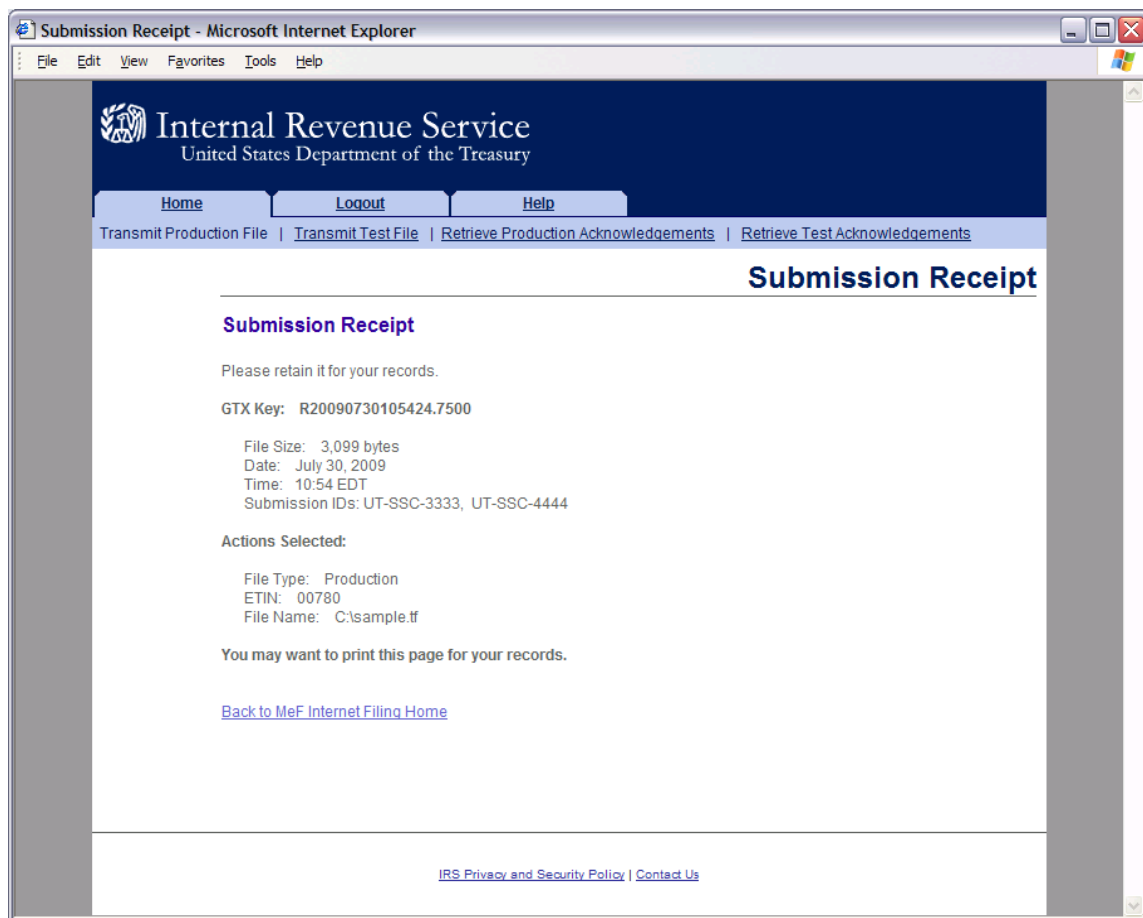 Submission Receipt - Microsoft Internet Explorer
File Edit View Favorites Tools Help
Internal Revenue Service
United States Department of the Treasury
Home Logout Help
Transmit Production File | Transmit Test File | Retrieve Production Acknowledgements | Retrieve Test Acknowledgements
Submission Receipt
Submission Receipt
Please retain it for your records.
GTX Key: R20090730105424.7500
File Size: 3,099 bytes
Date: July 30, 2009
Time: 10:54 EDT
Submission IDs: UT-SSC-3333, UT-SSC-4444
Actions Selected:
File Type: Production
ETIN: 00780
File Name: C:\sample.tf
You may want to print this page for your records.
Back to MeF Internet Filing Home
IRS Privacy and Security Policy | Contact Us